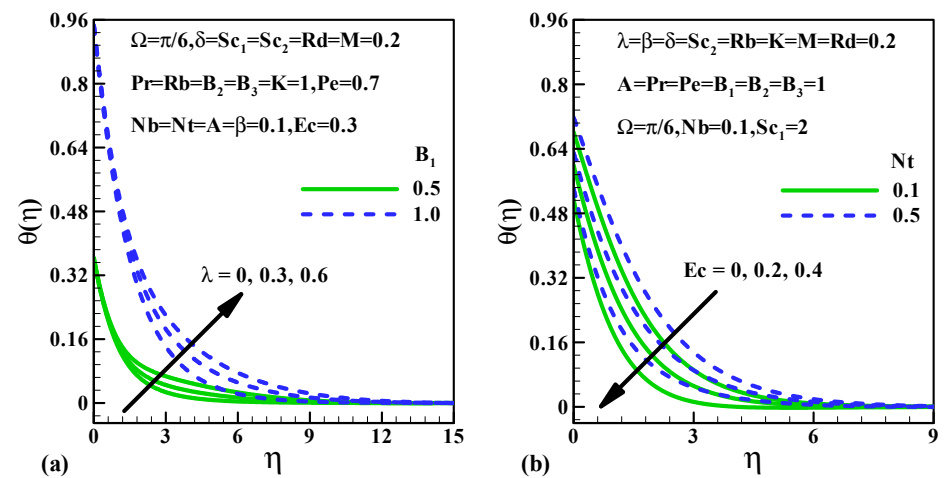 0.96
0.8
0.64
0.48
0.32
0.16
0
θ(η)
Ω=π/6,δ=Sc₁=Sc₂=Rd=M=0.2
Pr=Rb=B₂=B₃=K=1,Pe=0.7
Nb=Nt=A=β=0.1,Ec=0.3
B₁
0.5
1.0
λ = 0, 0.3, 0.6
0 3 6 9 12 15
(a)
η
0.96
0.8
0.64
0.48
0.32
0.16
0
θ(η)
λ=β=δ=Sc₂=Rb=K=M=Rd=0.2
A=Pr=Pe=B₁=B₂=B₃=1
Ω=π/6,Nb=0.1,Sc₁=2
Nt
0.1
0.5
Ec = 0, 0.2, 0.4
0 3 6 9
(b)
η